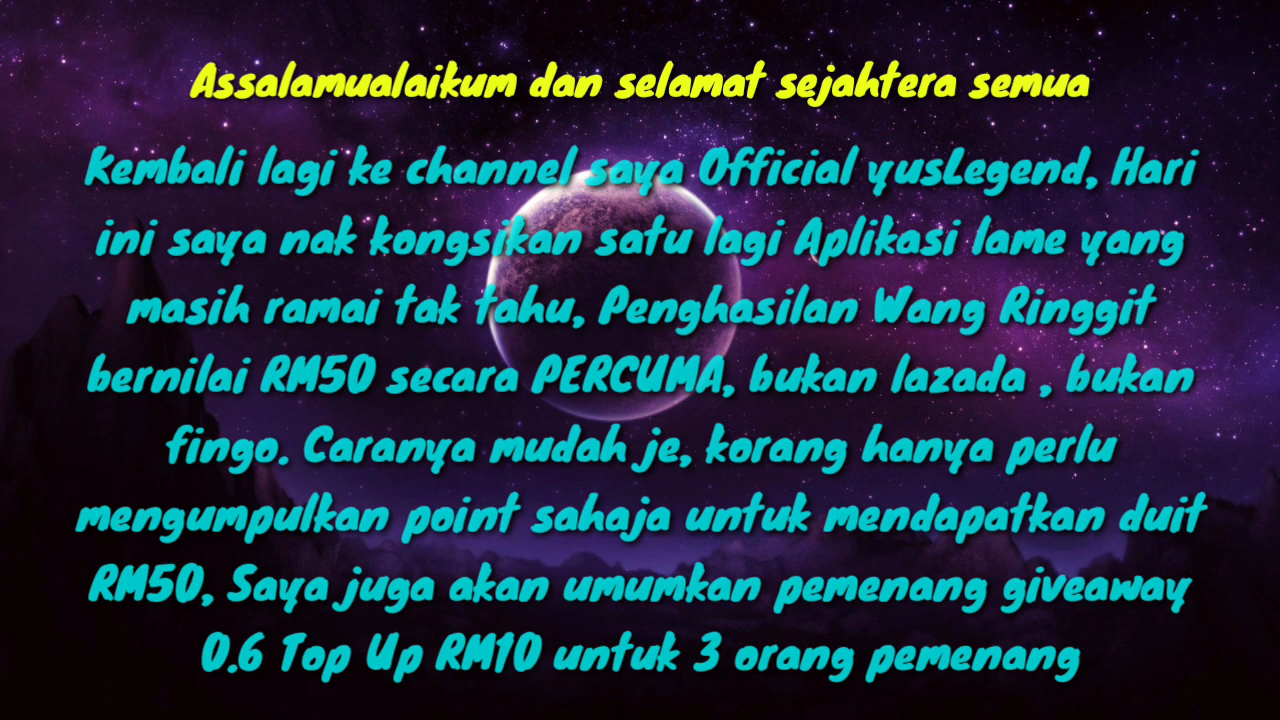 Assalamualaikum dan selamat sejahtera semua
Kembali lagi ke channel saya Official yusLegend, Hari
ini saya nak kongsikan satu lagi Aplikasi lame yang
masih ramai tak tahu, Penghasilan Wang Ringgit
bernilai RM50 secara PERCUMA, bukan lazada , bukan
fingo. Caranya mudah je, korang hanya perlu
mengumpulkan point sahaja untuk mendapatkan duit
RM50, Saya juga akan umumkan pemenang giveaway
0.6 Top Up RM10 untuk 3 orang pemenang